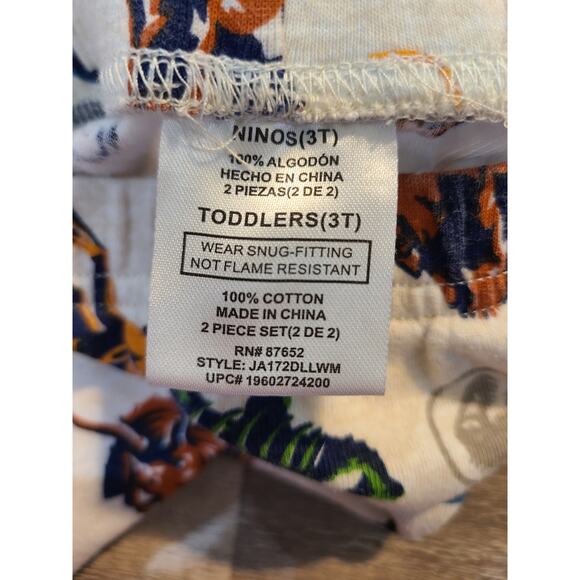 NINOS(3T)
100% ALGODÓN
HECHO EN CHINA
2 PIEZAS(2 DE 2)
TODDLERS(3T)
WEAR SNUG-FITTING
NOT FLAME RESISTANT
100% COTTON
MADE IN CHINA
2 PIECE SET(2 DE 2)
RN# 87652
STYLE: JA172DLLWM
UPC# 19602724200